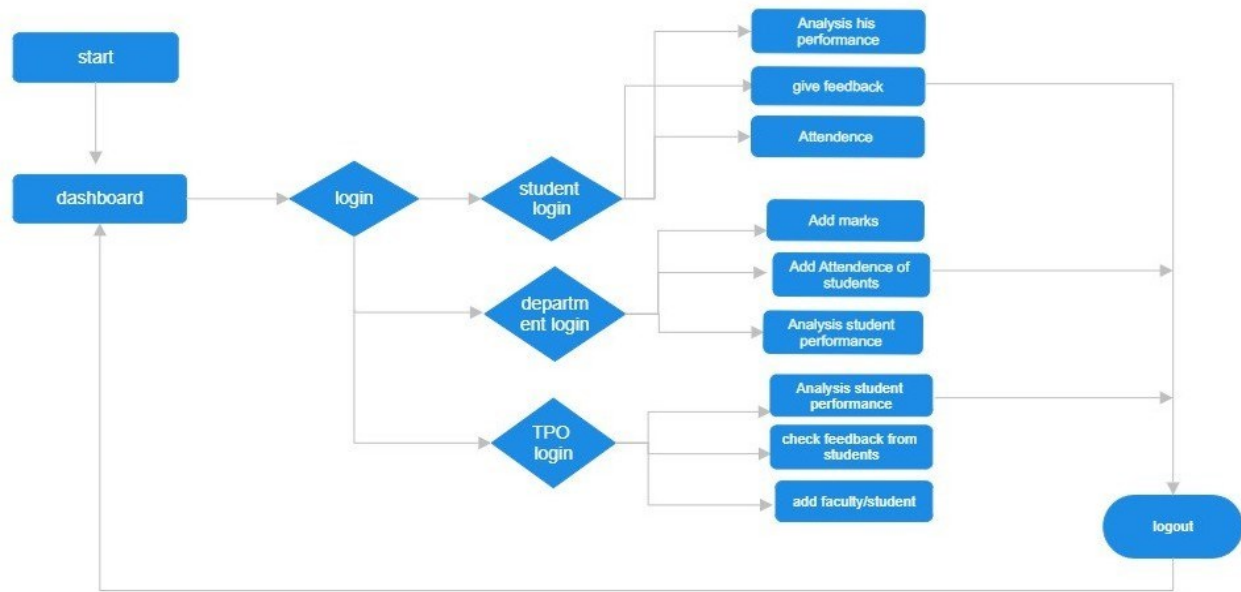 start
dashboard
login
student
login
Analysis his
performance
give feedback
Attendence
departm
ent login
Add marks
Add Attendence of
students
Analysis student
performance
TPO
login
Analysis student
performance
check feedback from
students
add faculty/student
logout